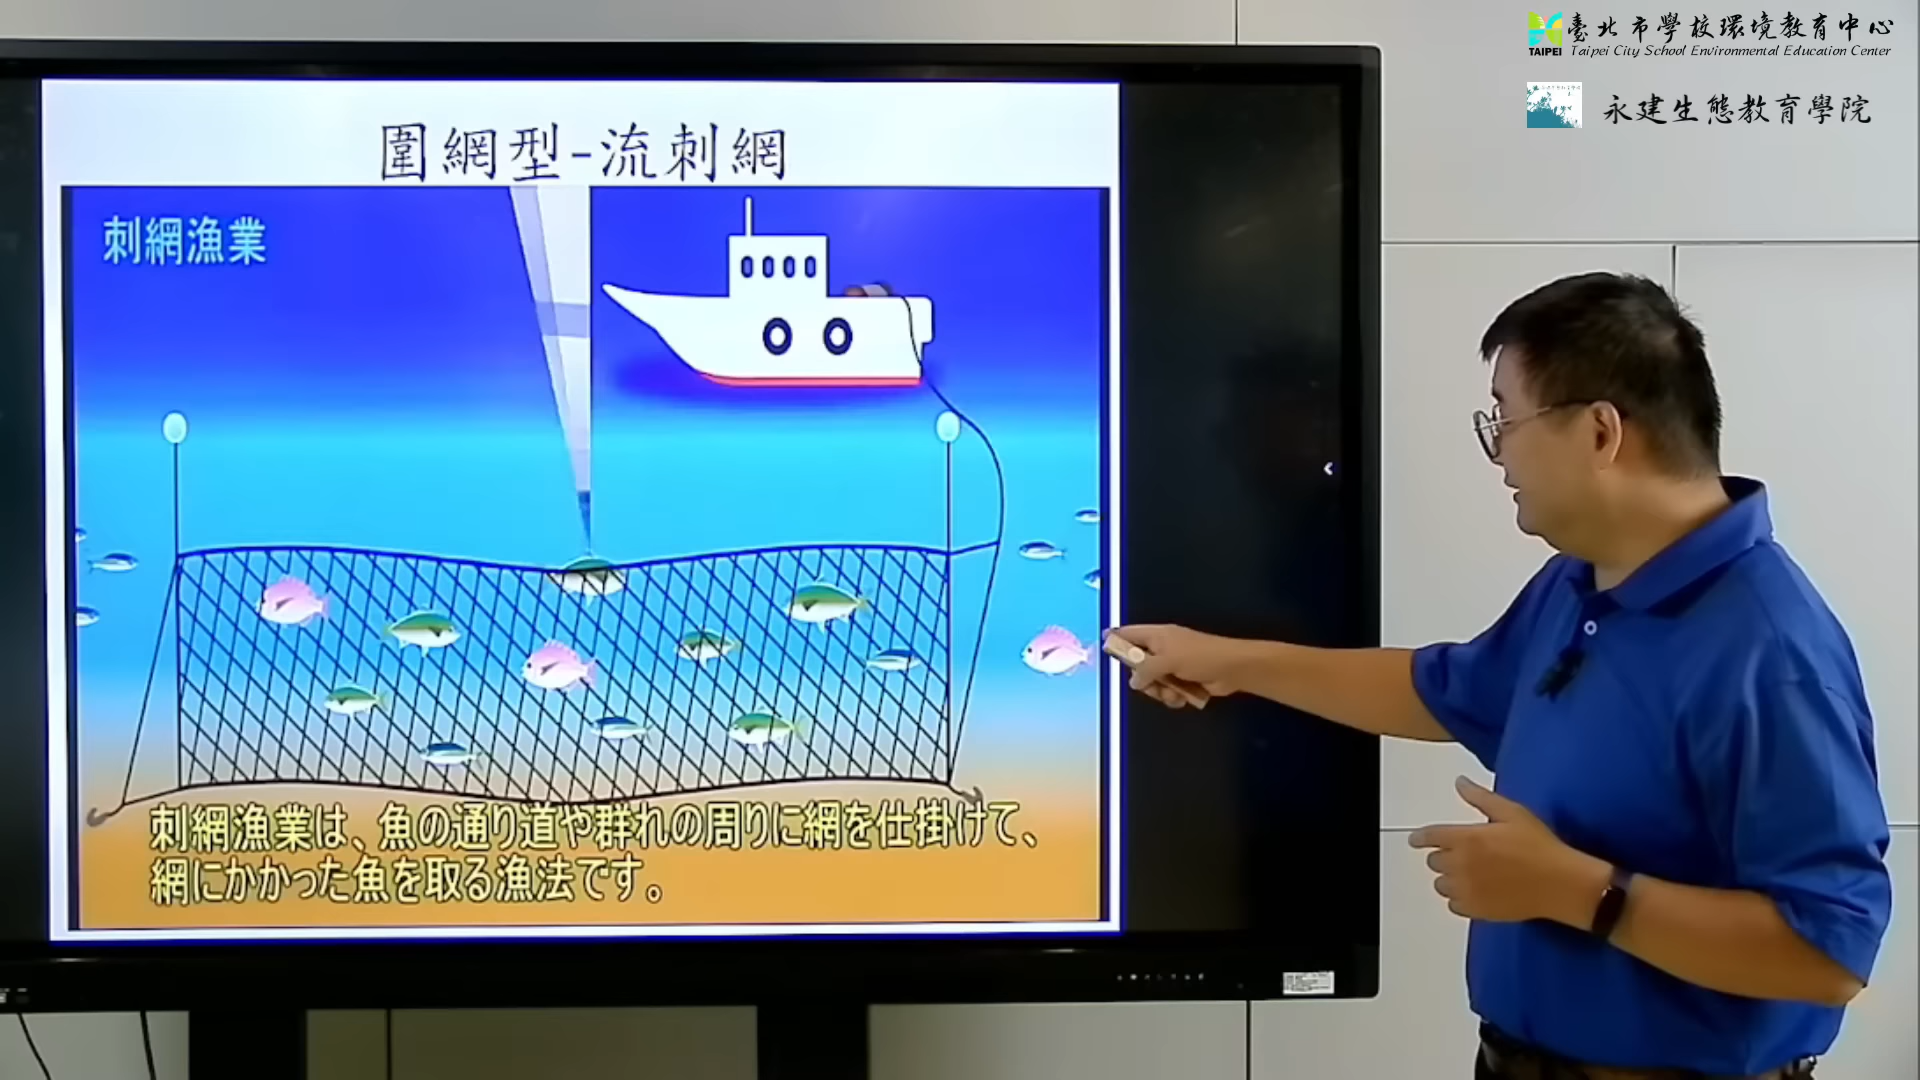 臺北市學校環境教育中心
TAIPEI
Taipei City School Environmental Education Center
永建生態教育學院
圍網型-流刺網
刺網漁業
刺網漁業は、魚の通り道や群れの周りに網を仕掛けて、
網にかかった魚を取る漁法です。